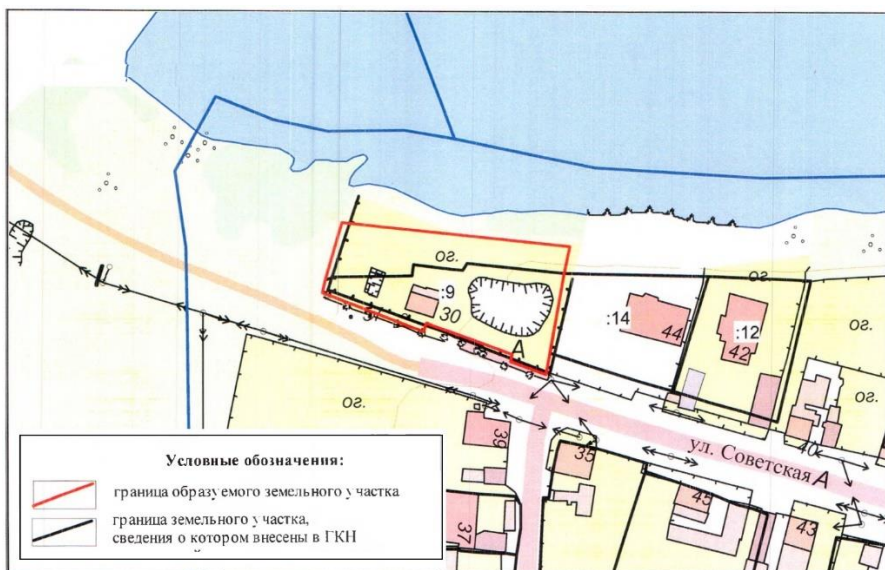 ог.
ог.
:9
30
:14
44
:12
42
ог.
А
ог.
ул. Советская
А
39
35
40
45
43
37
Условные обозначения:
граница образуемого земельного участка
граница земельного участка,
сведения о котором внесены в ГКН